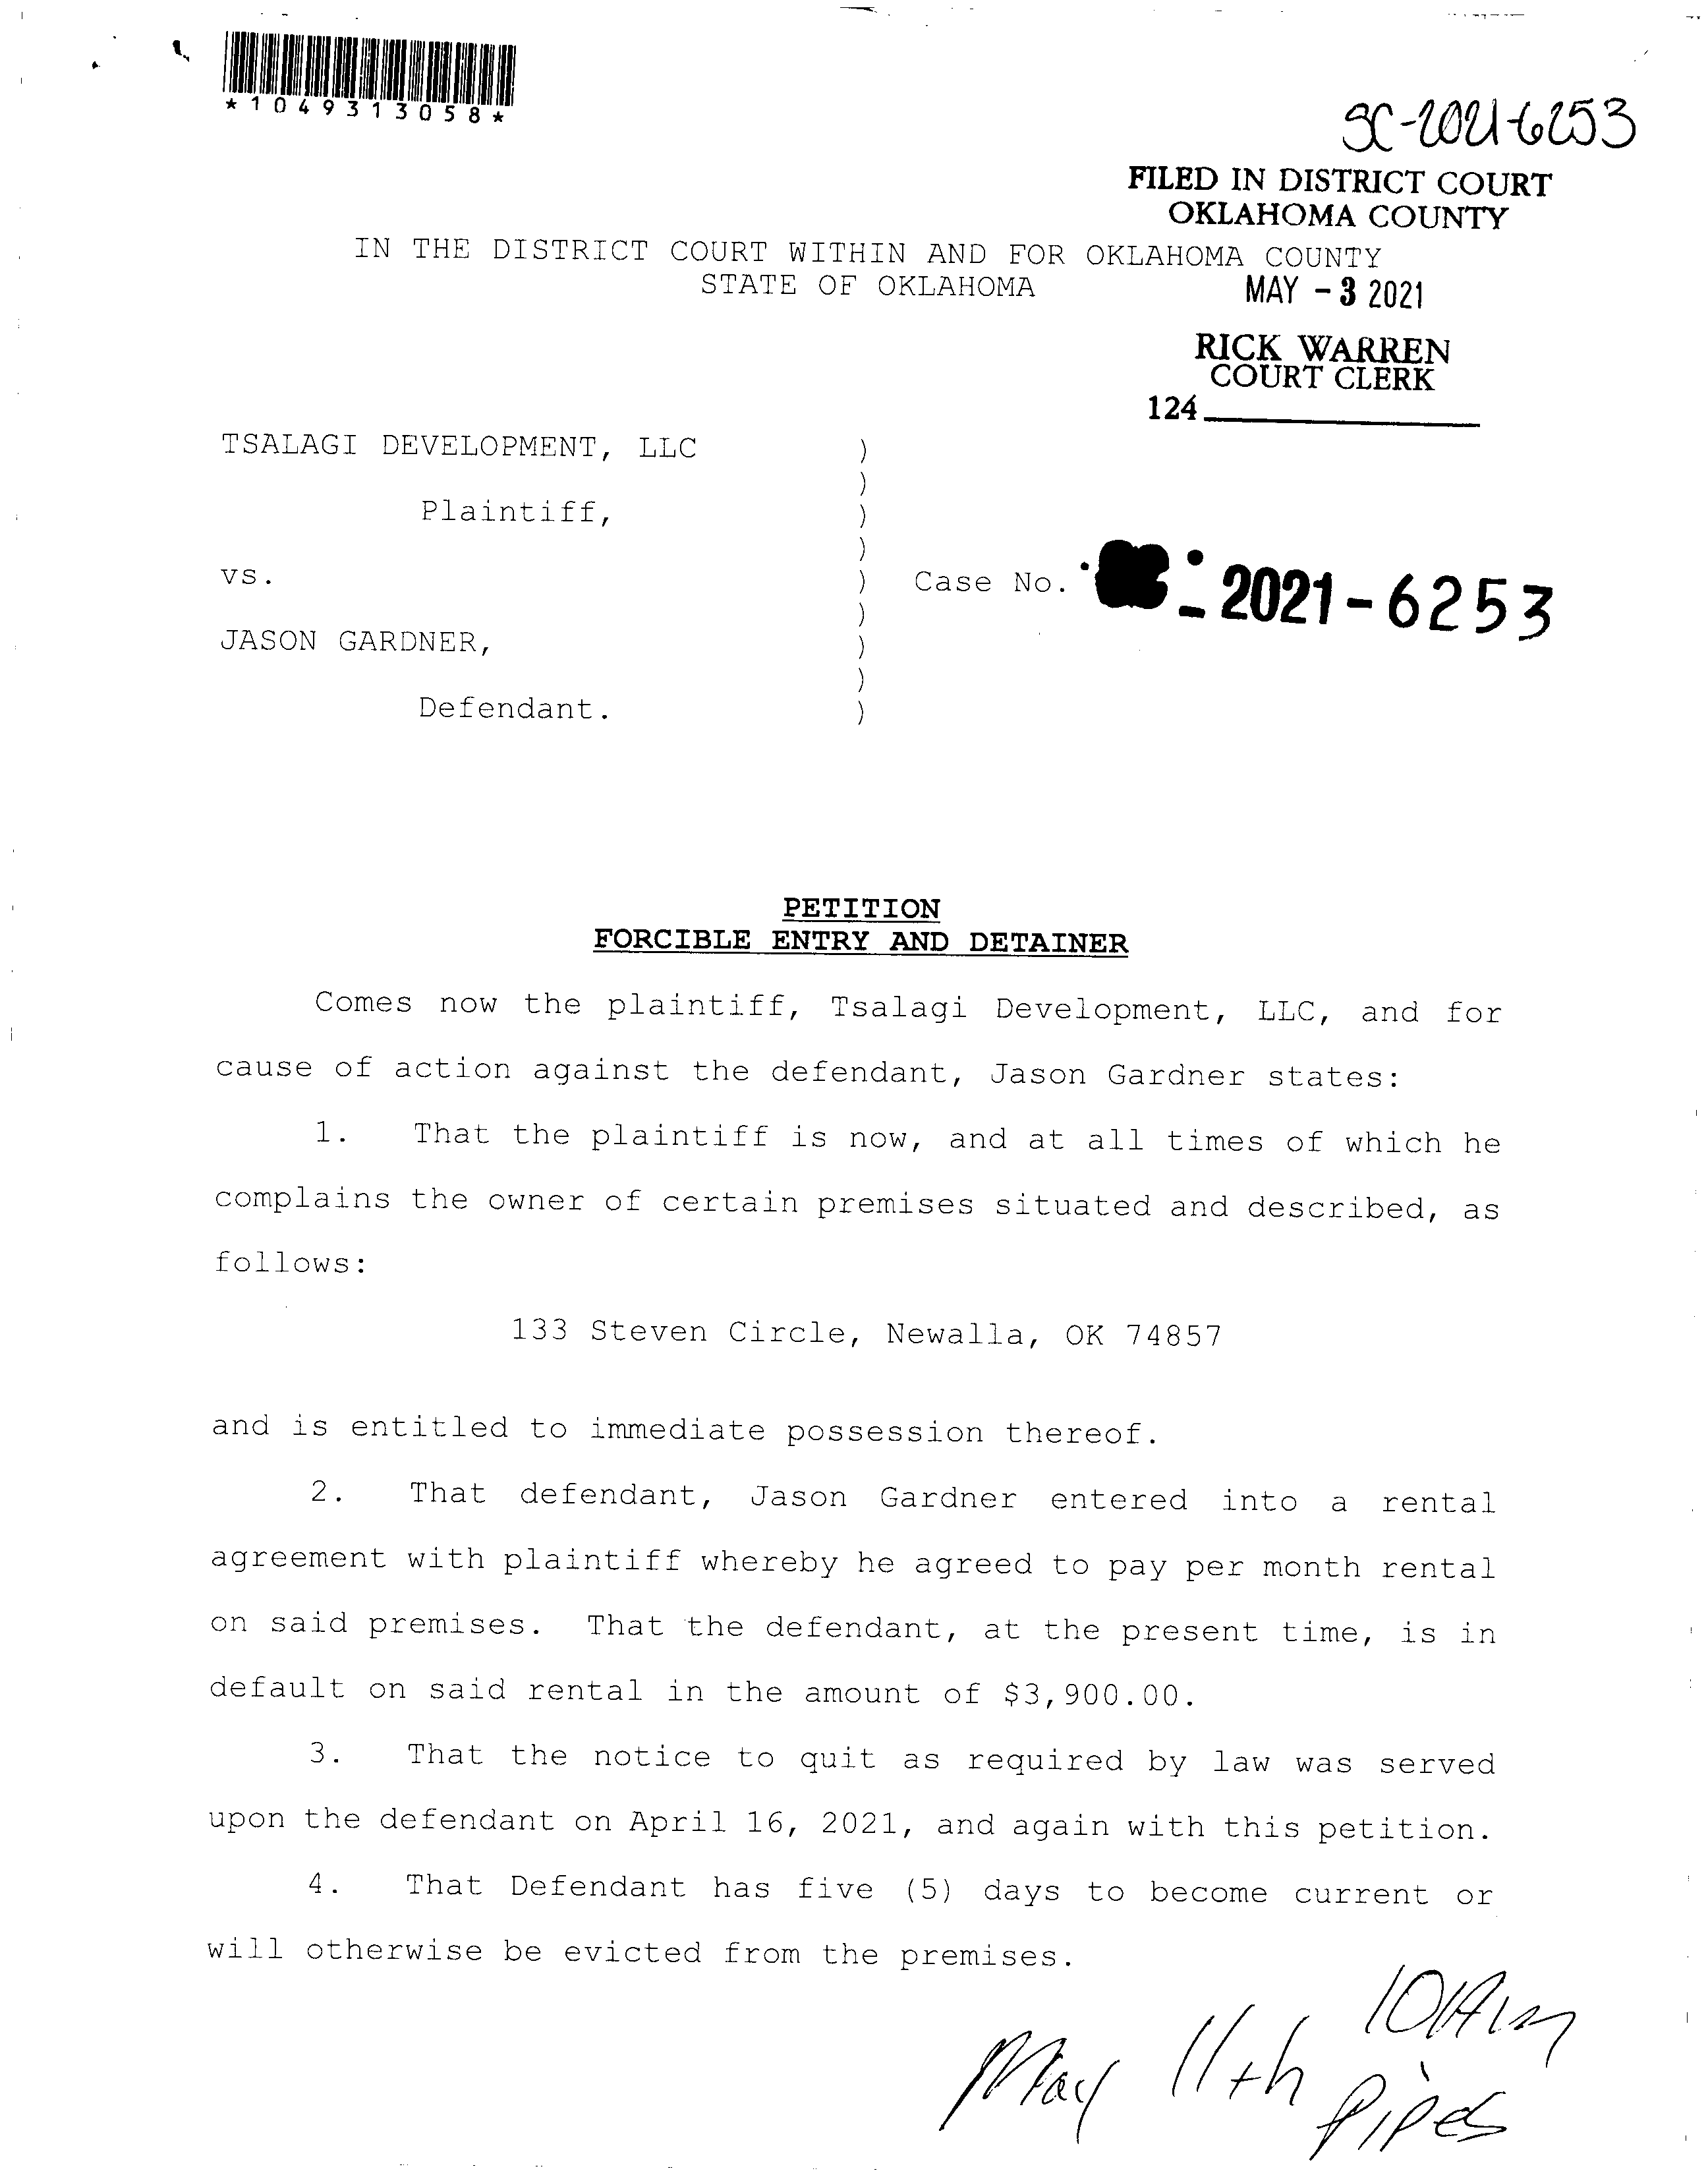 *1049313058*
SC-2021-6253
FILED IN DISTRICT COURT
OKLAHOMA COUNTY
IN THE DISTRICT COURT WITHIN AND FOR OKLAHOMA COUNTY
STATE OF OKLAHOMA
MAY - 3 2021
RICK WARREN
COURT CLERK
124
TSALAGI DEVELOPMENT, LLC )
)
Plaintiff, )
)
vs. ) Case No. - 2021-6253
)
JASON GARDNER, )
)
Defendant. )
PETITION
FORCIBLE ENTRY AND DETAINER
Comes now the plaintiff, Tsalagi Development, LLC, and for
cause of action against the defendant, Jason Gardner states:
1. That the plaintiff is now, and at all times of which he
complains the owner of certain premises situated and described, as
follows:
133 Steven Circle, Newalla, OK 74857
and is entitled to immediate possession thereof.
2. That defendant, Jason Gardner entered into a rental
agreement with plaintiff whereby he agreed to pay per month rental
on said premises. That the defendant, at the present time, is in
default on said rental in the amount of $3,900.00.
3. That the notice to quit as required by law was served
upon the defendant on April 16, 2021, and again with this petition.
4. That Defendant has five (5) days to become current or
will otherwise be evicted from the premises.
May 11th 10Am
Pipes